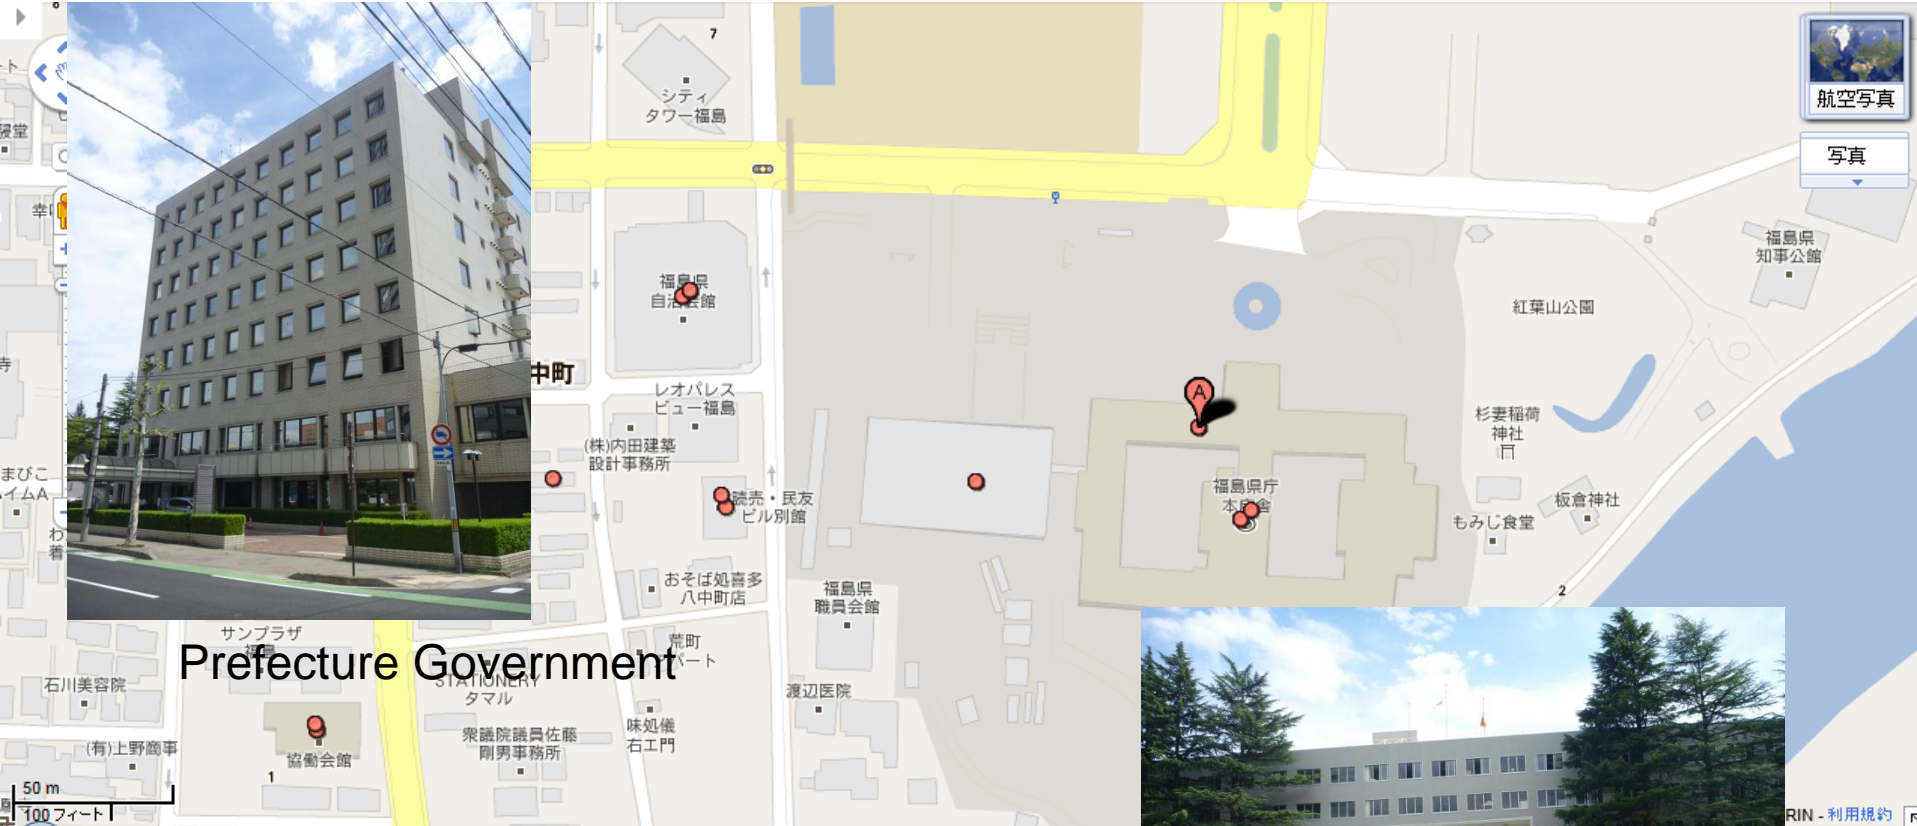 7
シティ
タワー福島
航空写真
写真
福島県
知事公館
福島県
自治会館
紅葉山公園
中町
レオパレス
ビュー福島
A
杉妻稲荷
神社
(株)内田建築
設計事務所
福島県庁
読売・民友
ビル別館
板倉神社
もみじ食堂
おそば処喜多
八中町店
福島県
職員会館
2
サンプラザ
福島
Prefecture Government
荒町
STATIONERY
タマル
石川美容院
渡辺医院
味処儀
右エ門
衆議院議員佐藤
剛男事務所
(有)上野商事
協働会館
1
50 m
100 フィート
RIN - 利用規約